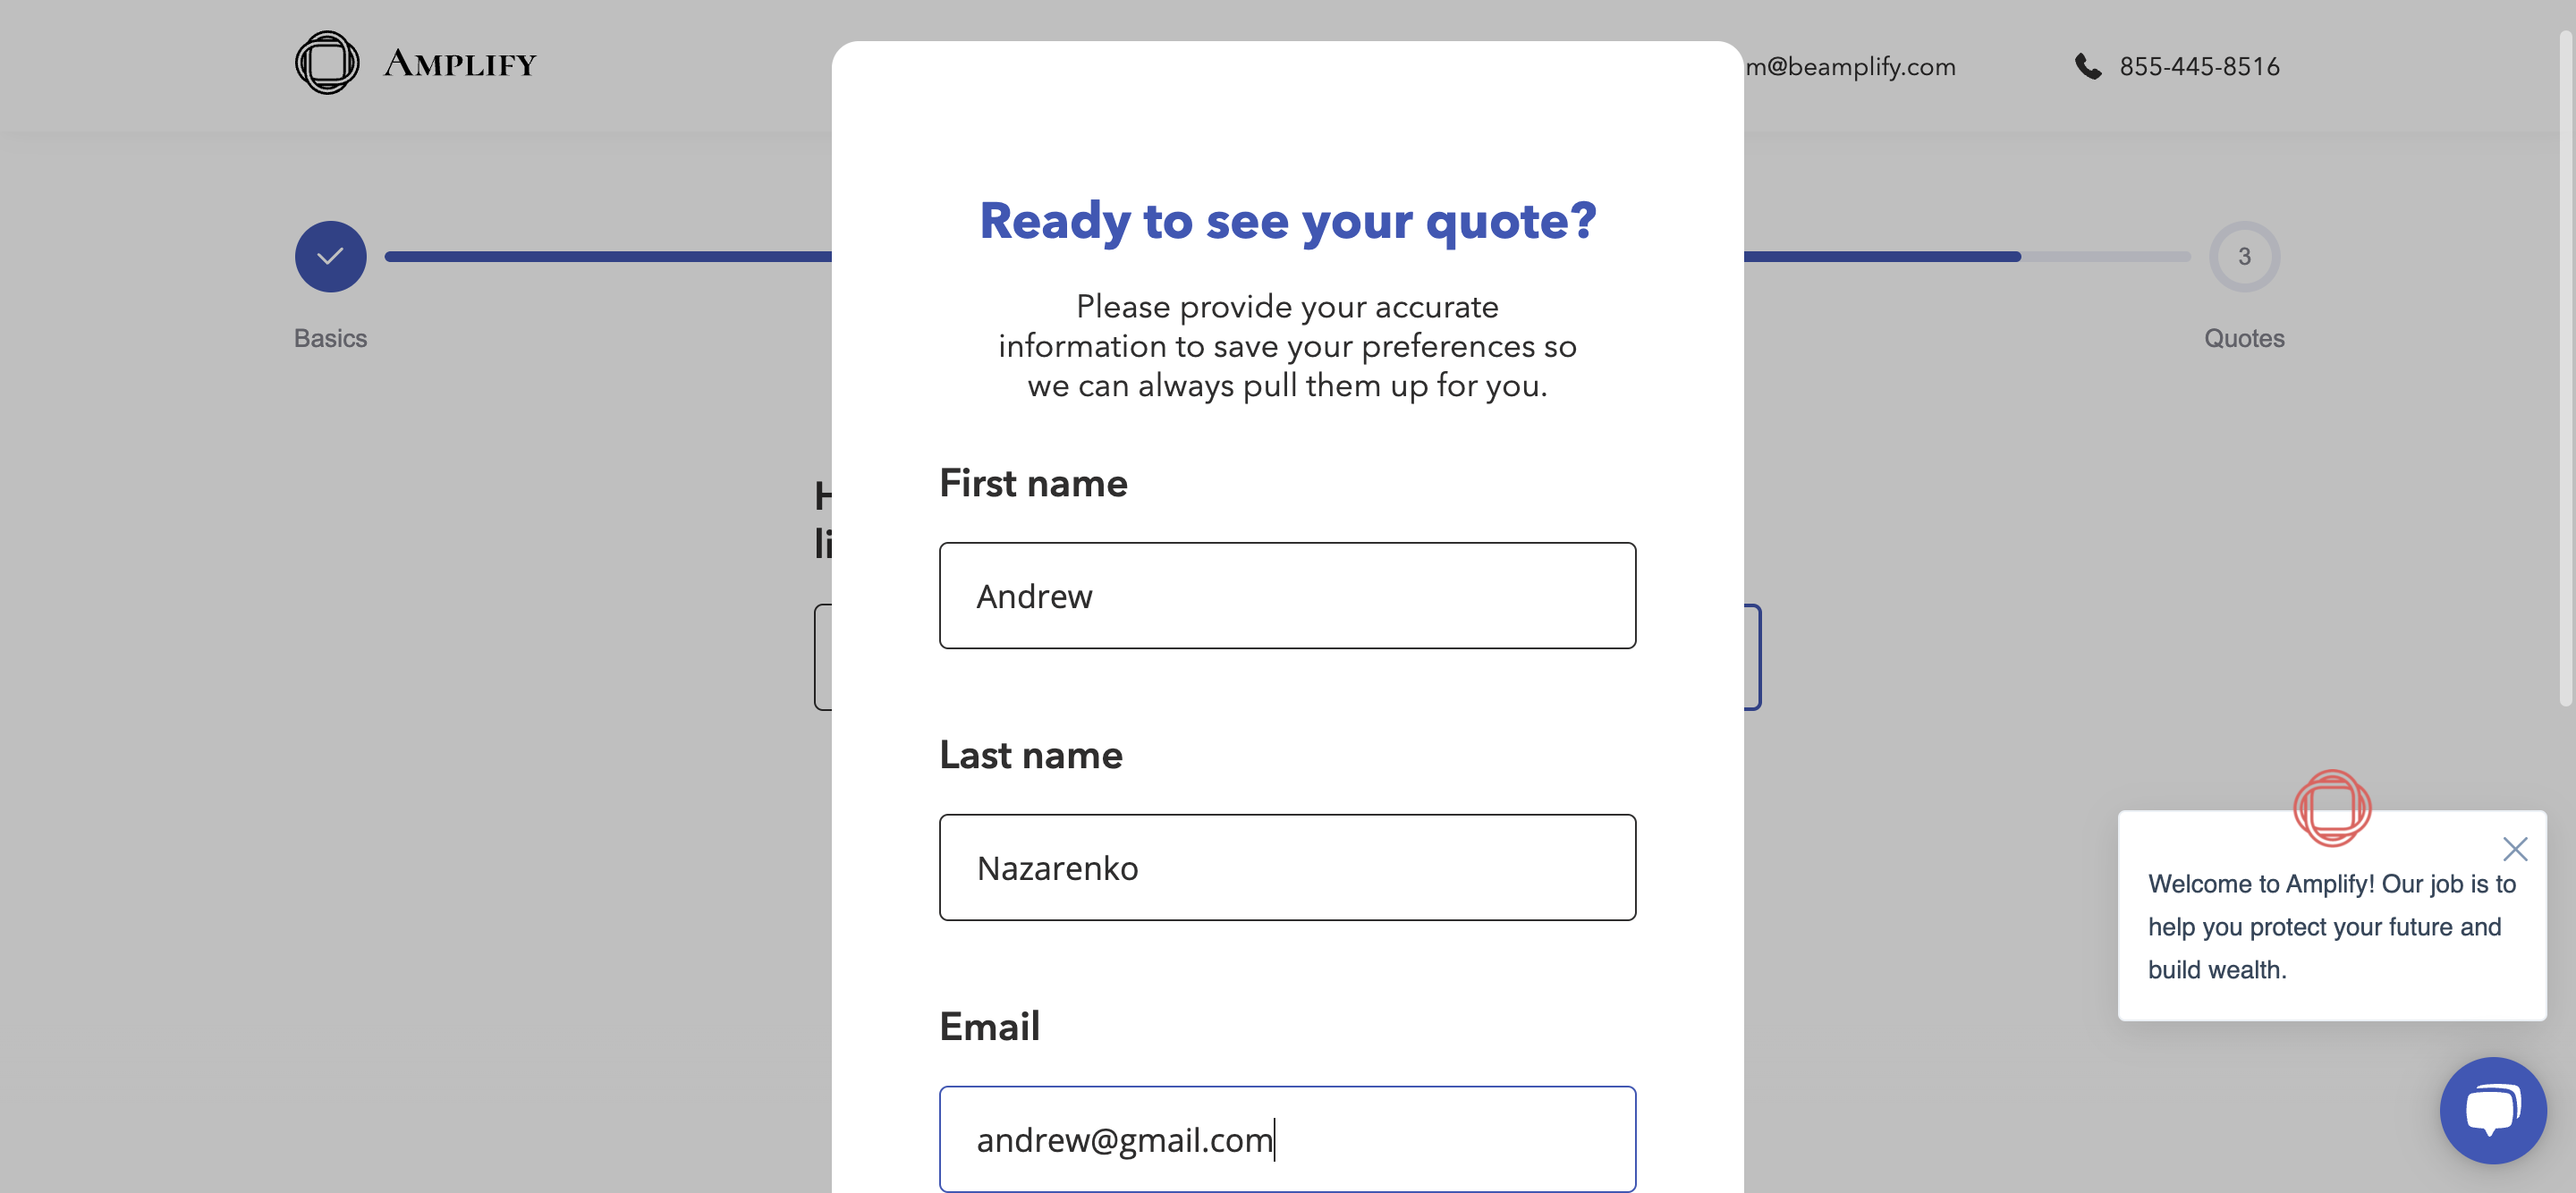 AMPLIFY
m@beamplify.com
855-445-8516
Ready to see your quote?
Please provide your accurate
information to save your preferences so
we can always pull them up for you.
3
Basics
Quotes
First name
Andrew
Last name
Nazarenko
Email
andrew@gmail.com
Welcome to Amplify! Our job is to
help you protect your future and
build wealth.